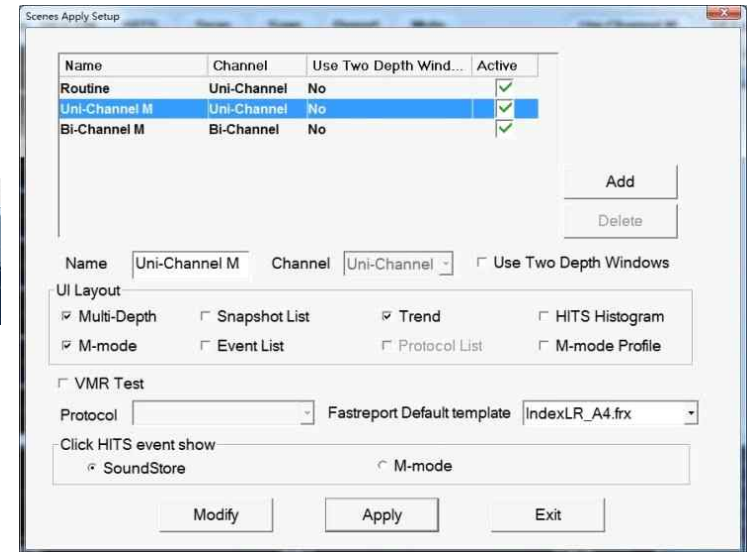 Scenes Apply Setup
Name Channel Use Two Depth Wind... Active
Routine Uni-Channel No
Uni-Channel M Uni-Channel No
Bi-Channel M Bi-Channel No
Add
Delete
Name Uni-Channel M Channel Uni-Channel Use Two Depth Windows
UI Layout
Multi-Depth Snapshot List Trend HITS Histogram
M-mode Event List Protocol List M-mode Profile
VMR Test
Protocol Fastreport Default template IndexLR_A4.frx
Click HITS event show
SoundStore M-mode
Modify Apply Exit